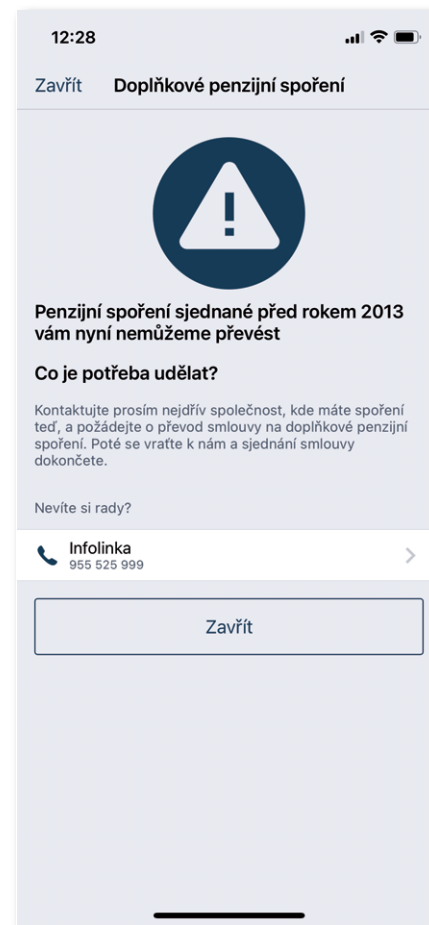 12:28
Zavřít Doplňkové penzijní spoření
Penzijní spoření sjednané před rokem 2013
vám nyní nemůžeme převést
Co je potřeba udělat?
Kontaktujte prosím nejdřív společnost, kde máte spoření
teď, a požádejte o převod smlouvy na doplňkové penzijní
spoření. Poté se vraťte k nám a sjednání smlouvy
dokončete.
Nevíte si rady?
Infolinka
955 525 999
Zavřít